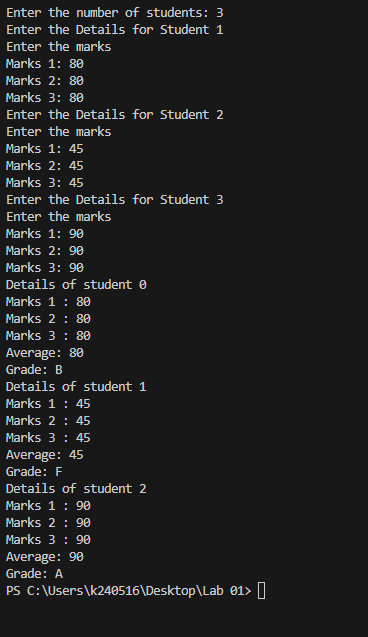 Enter the number of students: 3
Enter the Details for Student 1
Enter the marks
Marks 1: 80
Marks 2: 80
Marks 3: 80
Enter the Details for Student 2
Enter the marks
Marks 1: 45
Marks 2: 45
Marks 3: 45
Enter the Details for Student 3
Enter the marks
Marks 1: 90
Marks 2: 90
Marks 3: 90
Details of student 0
Marks 1 : 80
Marks 2 : 80
Marks 3 : 80
Average: 80
Grade: B
Details of student 1
Marks 1 : 45
Marks 2 : 45
Marks 3 : 45
Average: 45
Grade: F
Details of student 2
Marks 1 : 90
Marks 2 : 90
Marks 3 : 90
Average: 90
Grade: A
PS C:\Users\k240516\Desktop\Lab 01>